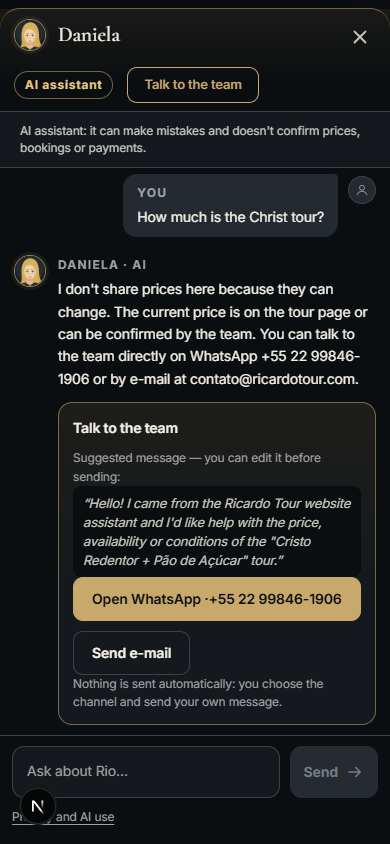 Daniela
AI assistant
Talk to the team
AI assistant: it can make mistakes and doesn't confirm prices,
bookings or payments.
YOU
How much is the Christ tour?
DANIELA · AI
I don't share prices here because they can
change. The current price is on the tour page or
can be confirmed by the team. You can talk to
the team directly on WhatsApp +55 22 99846-
1906 or by e-mail at contato@ricardotour.com.
Talk to the team
Suggested message — you can edit it before
sending:
“Hello! I came from the Ricardo Tour website
assistant and I'd like help with the price,
availability or conditions of the "Cristo
Redentor + Pão de Açúcar" tour.”
Open WhatsApp ·+55 22 99846-1906
Send e-mail
Nothing is sent automatically: you choose the
channel and send your own message.
Ask about Rio...
Send →
N
and AI use